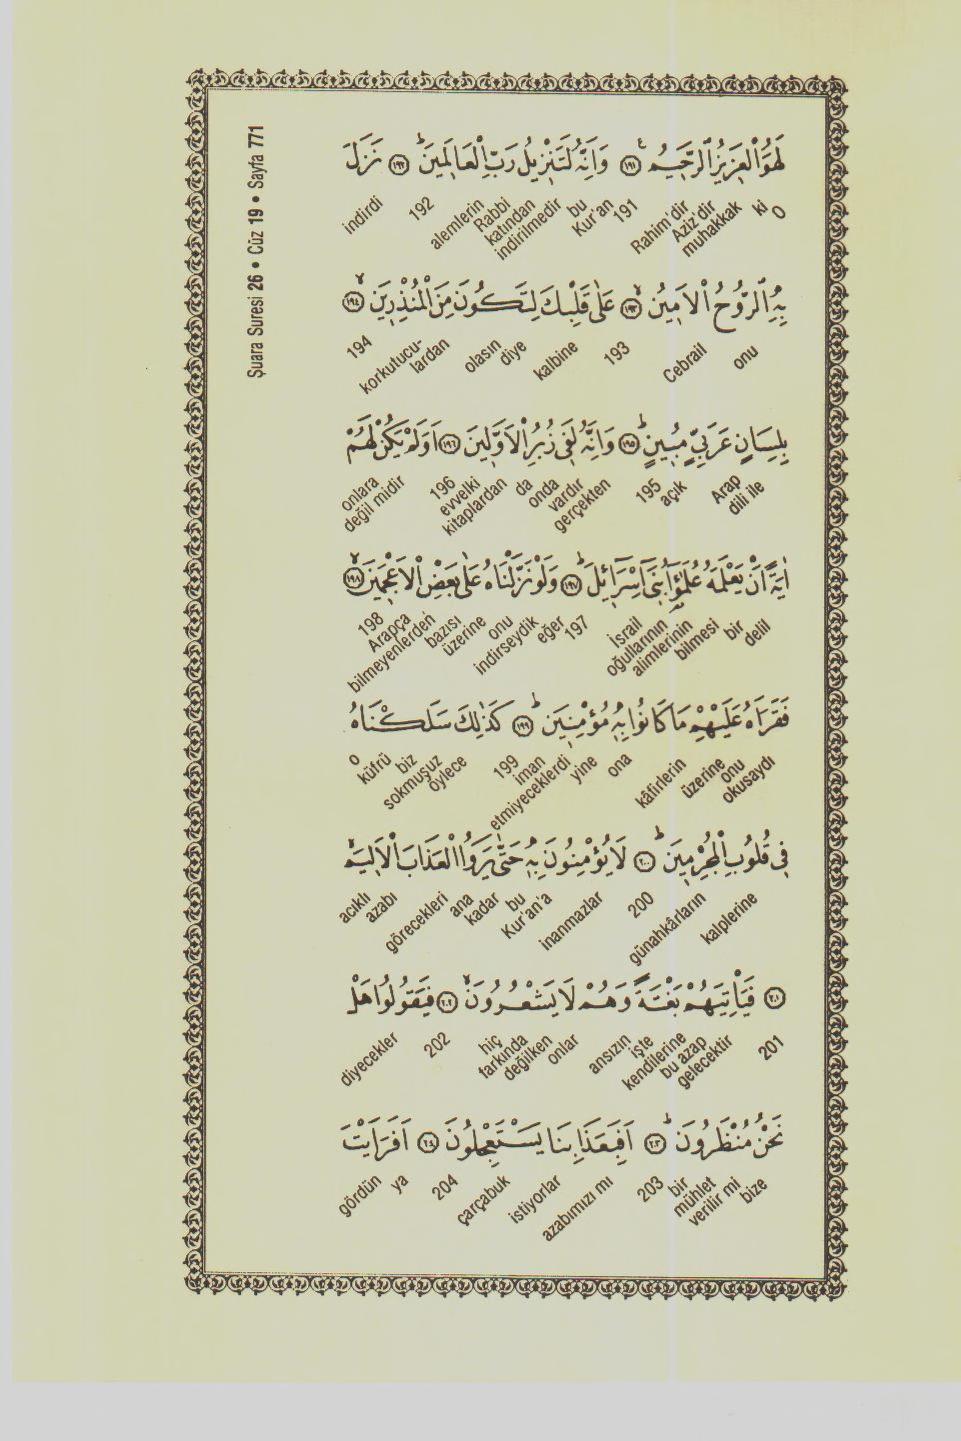 Şuara Suresi 26 • Cüz 19 • Sayfa 771
لَهُوَ الْعَزِيزُ الرَّحِيمُ ﴿١٩١﴾ وَاِنَّهُ لَتَنْزِيلُ رَبِّ الْعَالَمِينَ ﴿١٩٢﴾ نَزَلَ
O ki muhakkak Aziz'dir Rahim'dir 191 Kur'an bu indirilmedir katından Rabbi alemlerin 192 indirdi
بِهِ الرُّوحُ الْاَمِينُ ﴿١٩٣﴾ عَلٰى قَلْبِكَ لِتَكُونَ مِنَ الْمُنْذِرِينَ ﴿١٩٤﴾
onu Cebrail 193 kalbine diye olasın korkutucu- lardan 194
بِلِسَانٍ عَرَبِيٍّ مُبِينٍ ﴿١٩٥﴾ وَاِنَّهُ لَفِى زُبُرِ الْاَوَّلِينَ ﴿١٩٦﴾ اَوَلَمْ يَكُنْ لَهُمْ
Arap dili ile açık 195 gerçekten vardır onda da kitaplardan evvelki 196 değil midir onlara
اٰيَةً اَنْ يَعْلَمَهُ عُلَمٰٓؤُا بَنِٓى اِسْرَٓائِلَ ﴿١٩٧﴾ وَلَوْ نَزَّلْنَاهُ عَلٰى بَعْضِ الْاَعْجَمِينَ ﴿١٩٨﴾
delil bir bilmesi alimlerinin oğullarının İsrail 197 eğer indirseydik onu üzerine bazısı bilmeyenlerden Arapça 198
فَقَرَاَهُ عَلَيْهِمْ مَا كَانُوا بِهِ مُؤْمِنِينَ ﴿١٩٩﴾ كَذٰلِكَ سَلَكْنَاهُ
okusaydı onu üzerine kâfirlerin ona yine etmiyeceklerdi iman 199 öylece sokmuşuz biz küfrü o
فِى قُلُوبِ الْمُجْرِمِينَ ﴿٢٠٠﴾ لَا يُؤْمِنُونَ بِهِ حَتّٰى يَرَوُا الْعَذَابَ الْاَلِيمَ
kalplerine günahkârların 200 inanmazlar Kur'an'a bu kadar ana görecekleri azabı acıklı
﴿٢٠١﴾ فَيَأْتِيَهُمْ بَغْتَةً وَهُمْ لَا يَشْعُرُونَ ﴿٢٠٢﴾ فَيَقُولُوا هَلْ
201 gelecektir bu azap kendilerine işte ansızın onlar değilken farkında hiç 202 diyecekler
نَحْنُ مُنْظَرُونَ ﴿٢٠٣﴾ اَفَبِعَذَابِنَا يَسْتَعْجِلُونَ ﴿٢٠٤﴾ اَفَرَاَيْتَ
bize verilir mi mühlet bir 203 azabımızı mı istiyorlar çarçabuk 204 ya gördün